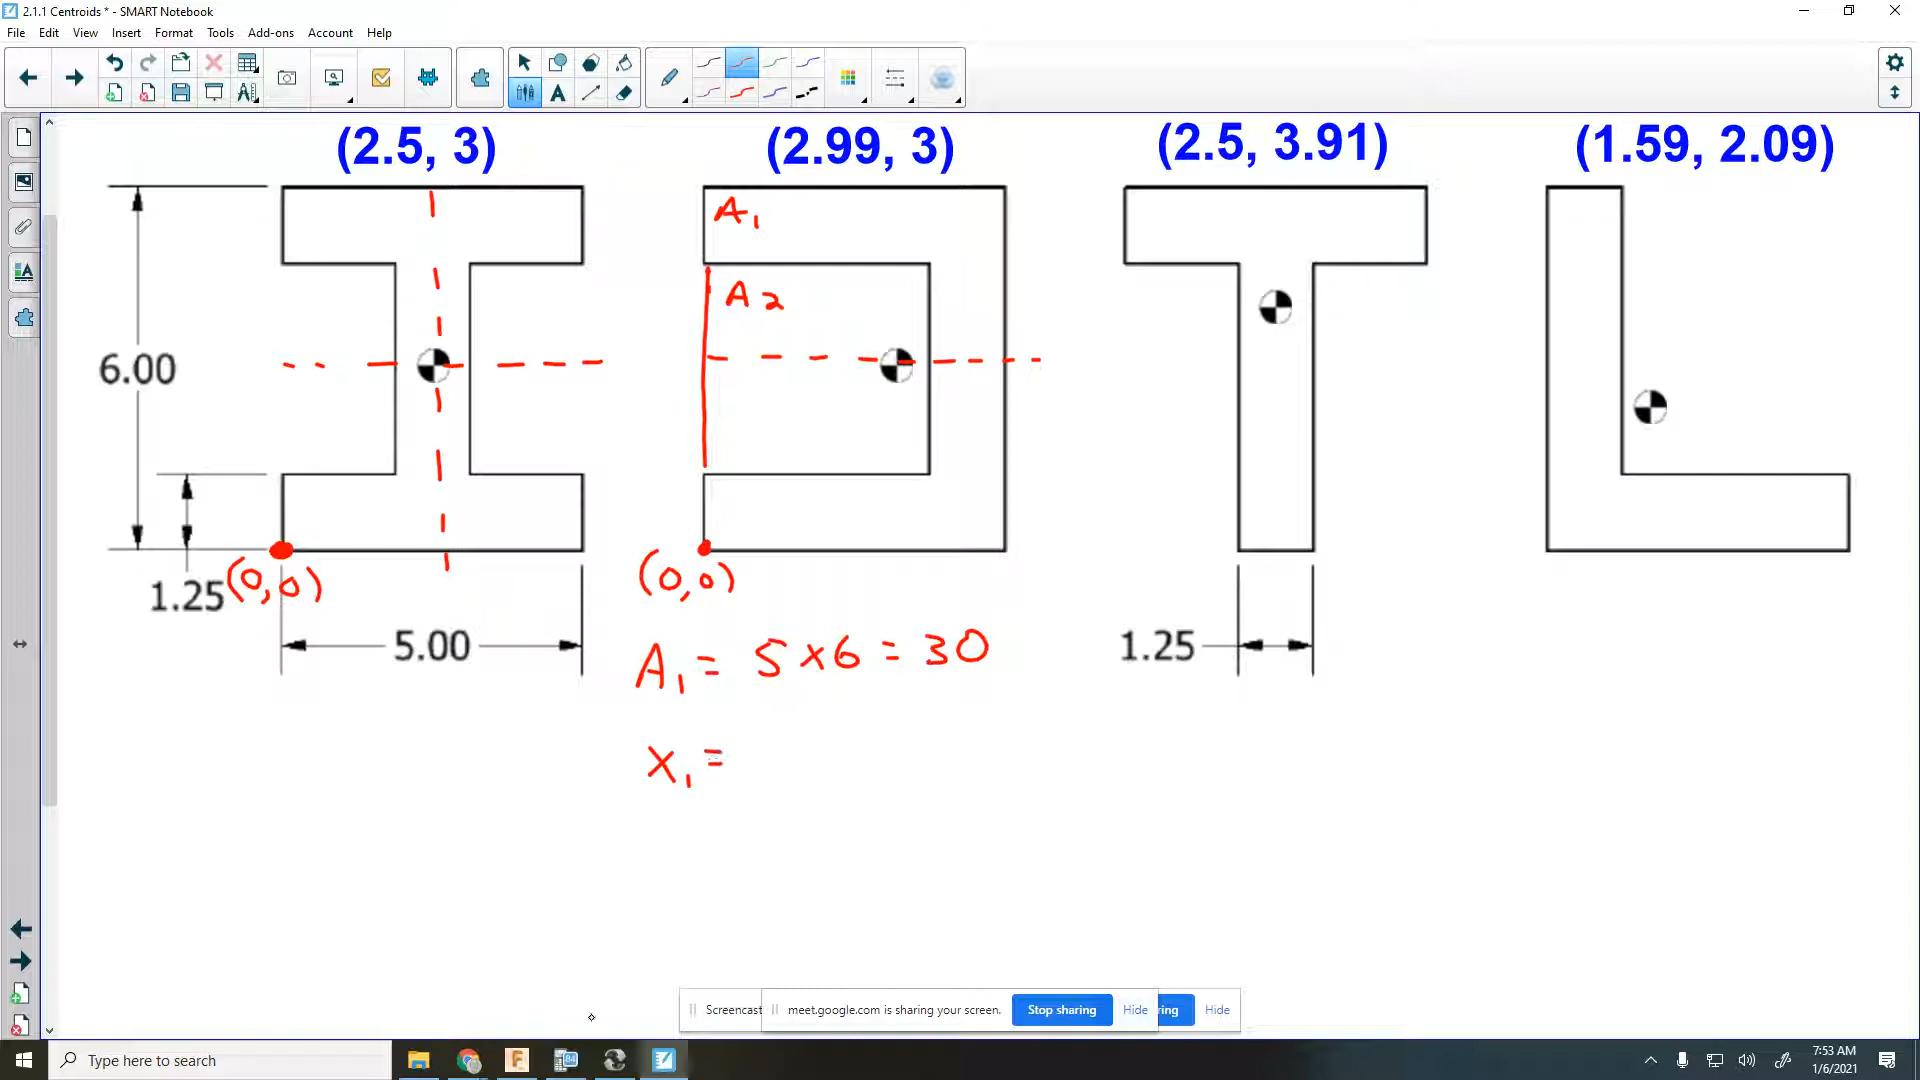 2.1.1 Centroids * - SMART Notebook
File Edit View Insert Format Tools Add-ons Account Help
(2.5, 3) (2.99, 3) (2.5, 3.91) (1.59, 2.09)
A1
A2
6.00
1.25
(0,0)
(0,0)
5.00
1.25
A1 = 5 x 6 = 30
x1 =
Screencast
meet.google.com is sharing your screen. Stop sharing Hide
ring Hide
Type here to search
84
7:53 AM
1/6/2021